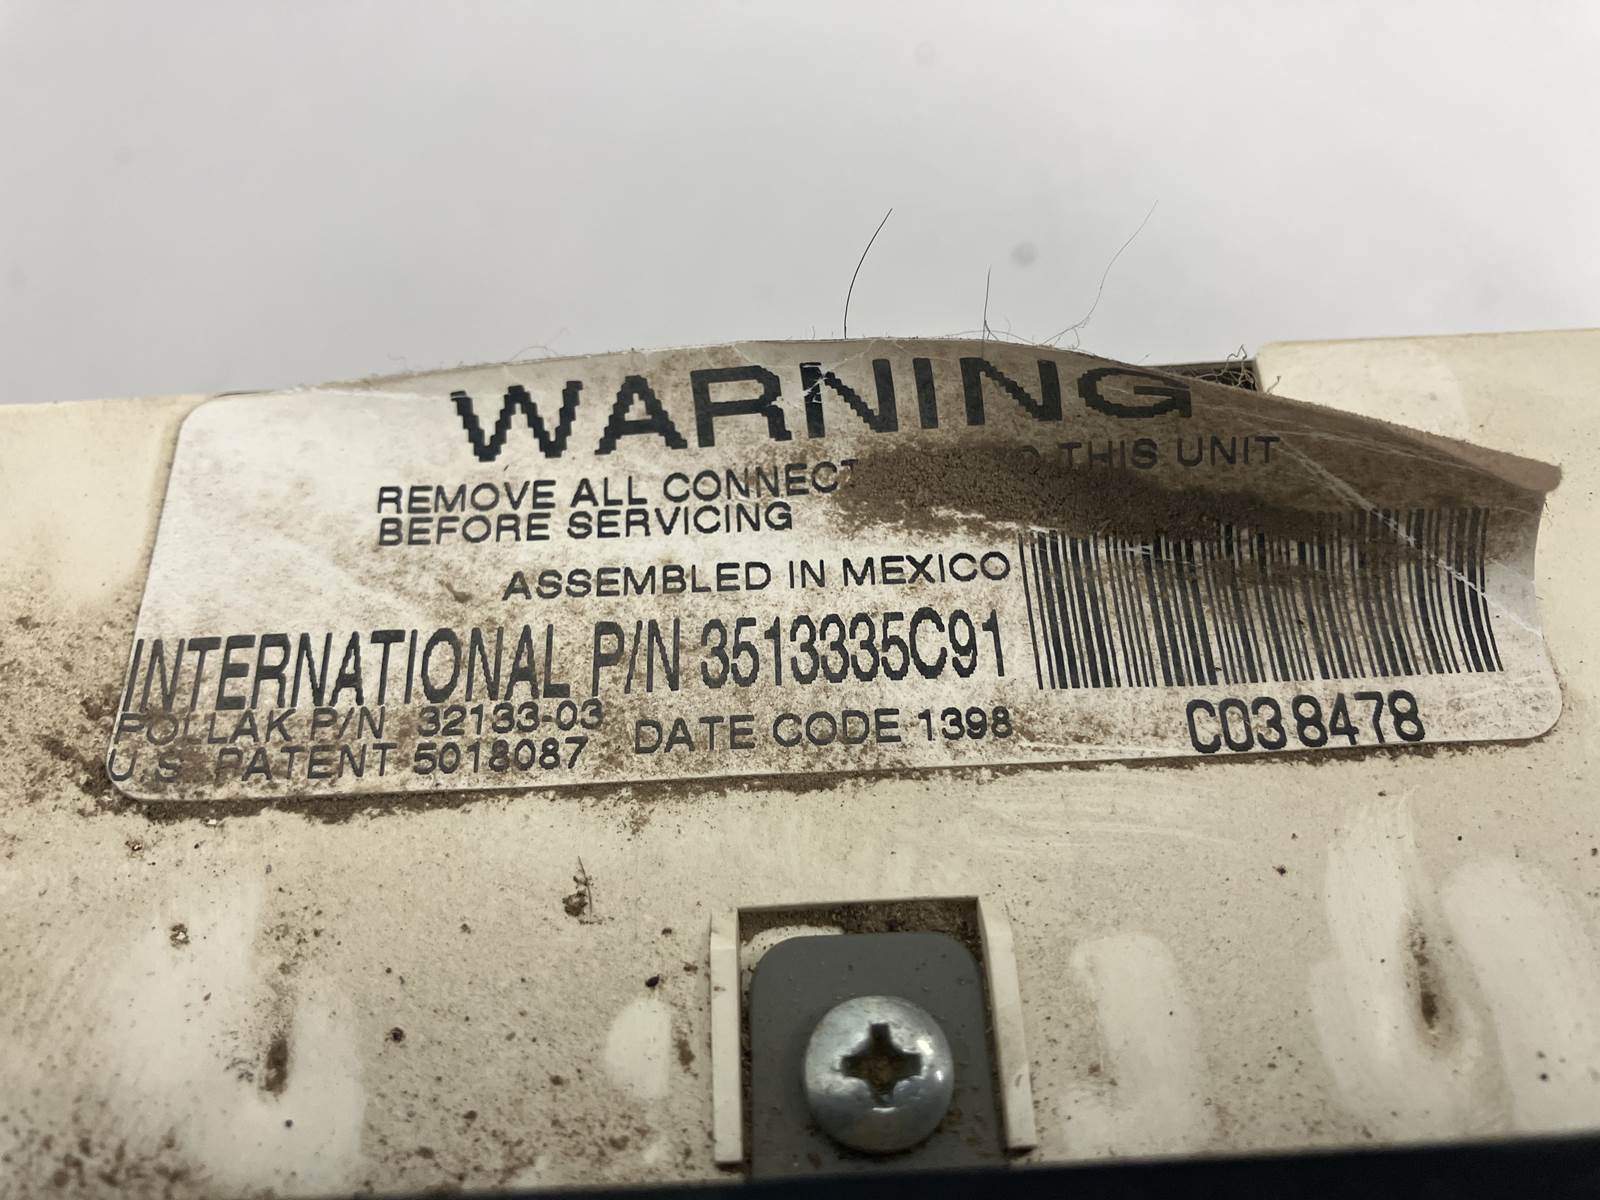 WARNING
REMOVE ALL CONNECT THIS UNIT
BEFORE SERVICING
ASSEMBLED IN MEXICO
INTERNATIONAL P/N 3513335C91
POLLAK P/N 32133-03
DATE CODE 1398
U.S. PATENT 5018087
C038478